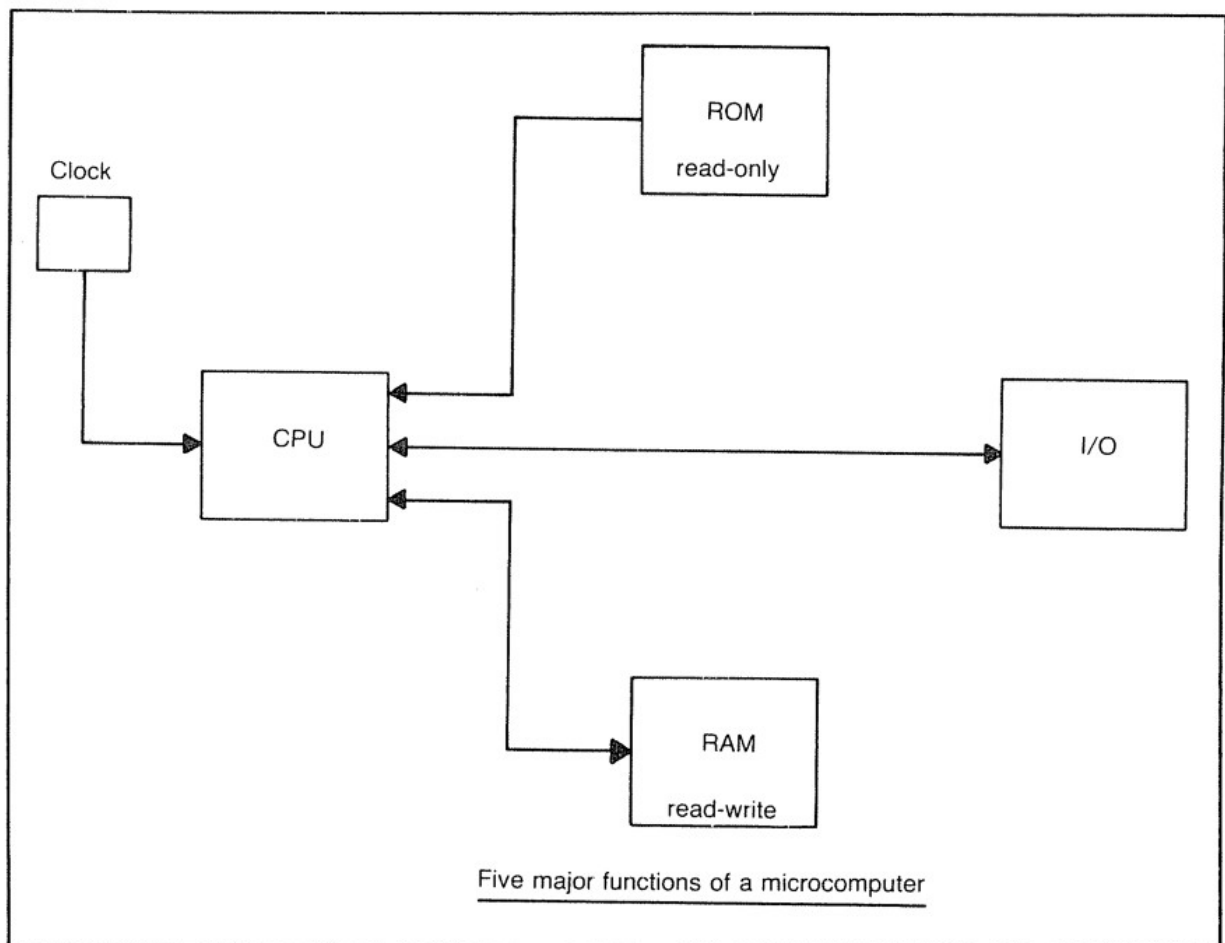 ROM
read-only
Clock
CPU
I/O
RAM
read-write
Five major functions of a microcomputer